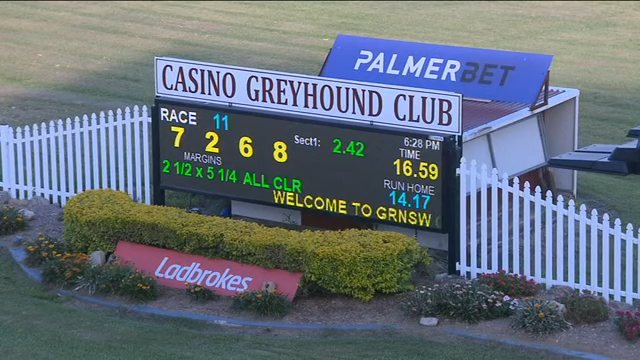 PALMERBET
CASINO GREYHOUND CLUB
RACE 11
7 2 6 8
Sect1: 2.42
6:28 PM
TIME
16.59
MARGINS
2 1/2 x 5 1/4 ALL CLR
RUN HOME
14.17
WELCOME TO GRNSW
Ladbrokes